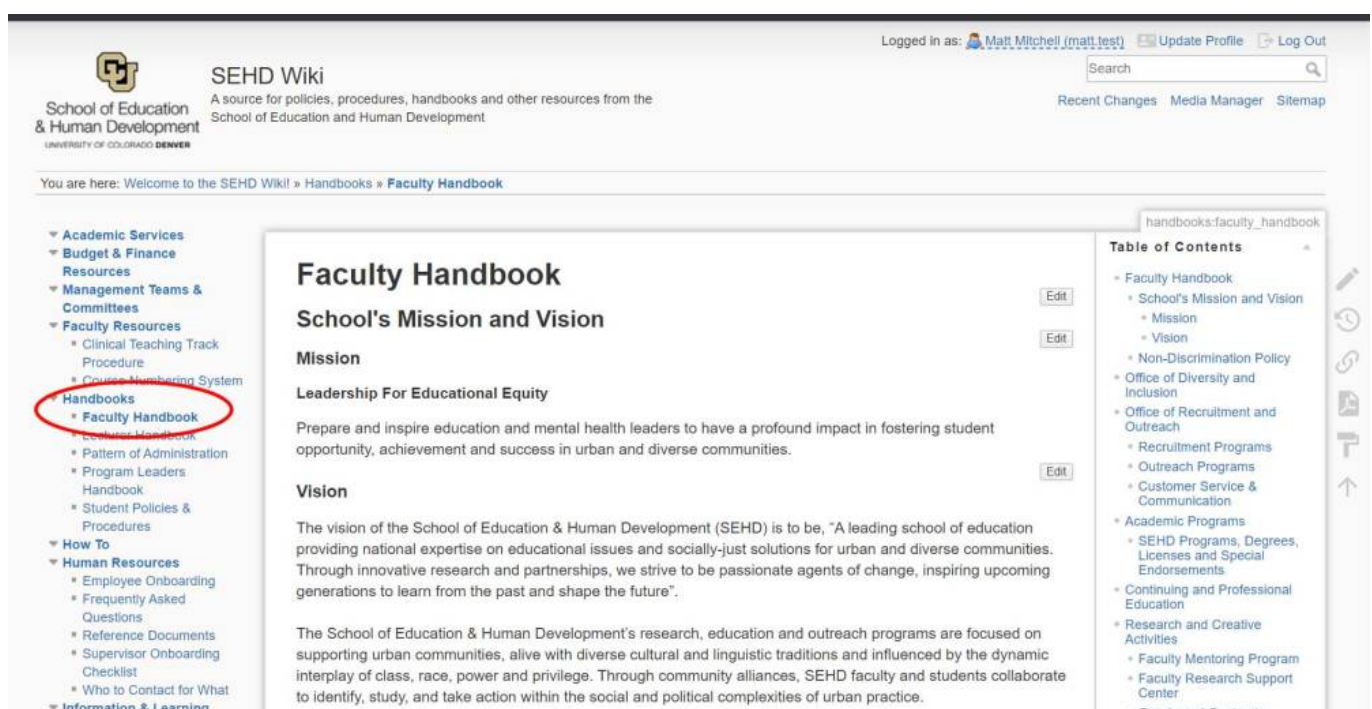 Logged in as: Matt Mitchell (matt.test) Update Profile Log Out
SEHD Wiki
A source for policies, procedures, handbooks and other resources from the
School of Education and Human Development
School of Education
& Human Development
UNIVERSITY OF COLORADO DENVER
Search
Recent Changes Media Manager Sitemap
You are here: Welcome to the SEHD Wiki! » Handbooks » Faculty Handbook
Academic Services
Budget & Finance
Resources
Management Teams &
Committees
Faculty Resources
Clinical Teaching Track
Procedure
Course Numbering System
Handbooks
Faculty Handbook
Lecturer Handbook
Pattern of Administration
Program Leaders
Handbook
Student Policies &
Procedures
How To
Human Resources
Employee Onboarding
Frequently Asked
Questions
Reference Documents
Supervisor Onboarding
Checklist
Who to Contact for What
Information & Learning
Faculty Handbook
Edit
School's Mission and Vision
Edit
Mission
Leadership For Educational Equity
Prepare and inspire education and mental health leaders to have a profound impact in fostering student
opportunity, achievement and success in urban and diverse communities.
Edit
Vision
The vision of the School of Education & Human Development (SEHD) is to be, “A leading school of education
providing national expertise on educational issues and socially-just solutions for urban and diverse communities.
Through innovative research and partnerships, we strive to be passionate agents of change, inspiring upcoming
generations to learn from the past and shape the future”.
The School of Education & Human Development’s research, education and outreach programs are focused on
supporting urban communities, alive with diverse cultural and linguistic traditions and influenced by the dynamic
interplay of class, race, power and privilege. Through community alliances, SEHD faculty and students collaborate
to identify, study, and take action within the social and political complexities of urban practice.
handbooks:faculty_handbook
Table of Contents
Faculty Handbook
School's Mission and Vision
Mission
Vision
Non-Discrimination Policy
Office of Diversity and
Inclusion
Office of Recruitment and
Outreach
Recruitment Programs
Outreach Programs
Customer Service &
Communication
Academic Programs
SEHD Programs, Degrees,
Licenses and Special
Endorsements
Continuing and Professional
Education
Research and Creative
Activities
Faculty Mentoring Program
Faculty Research Support
Center